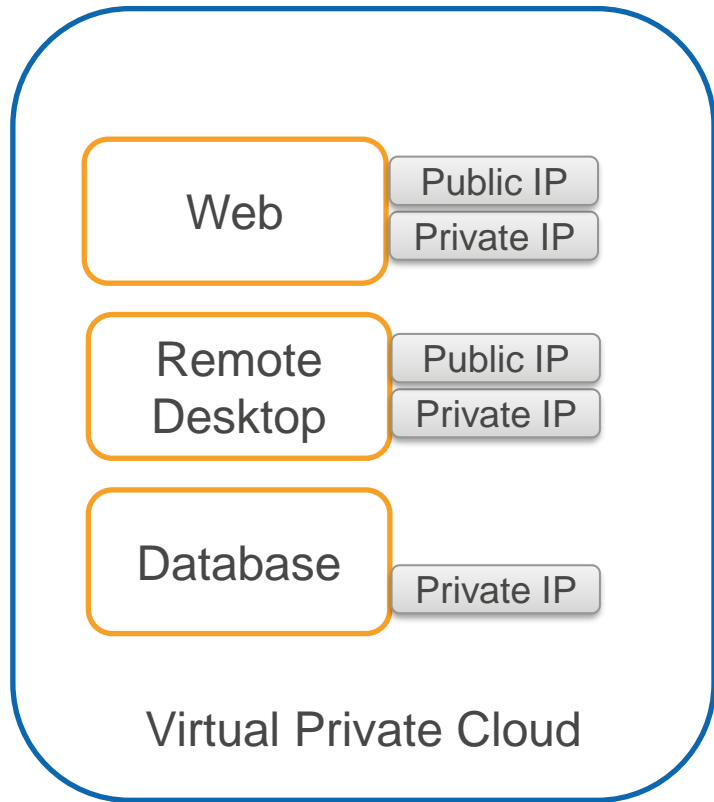 Web
Public IP
Private IP
Remote
Desktop
Public IP
Private IP
Database
Private IP
Virtual Private Cloud